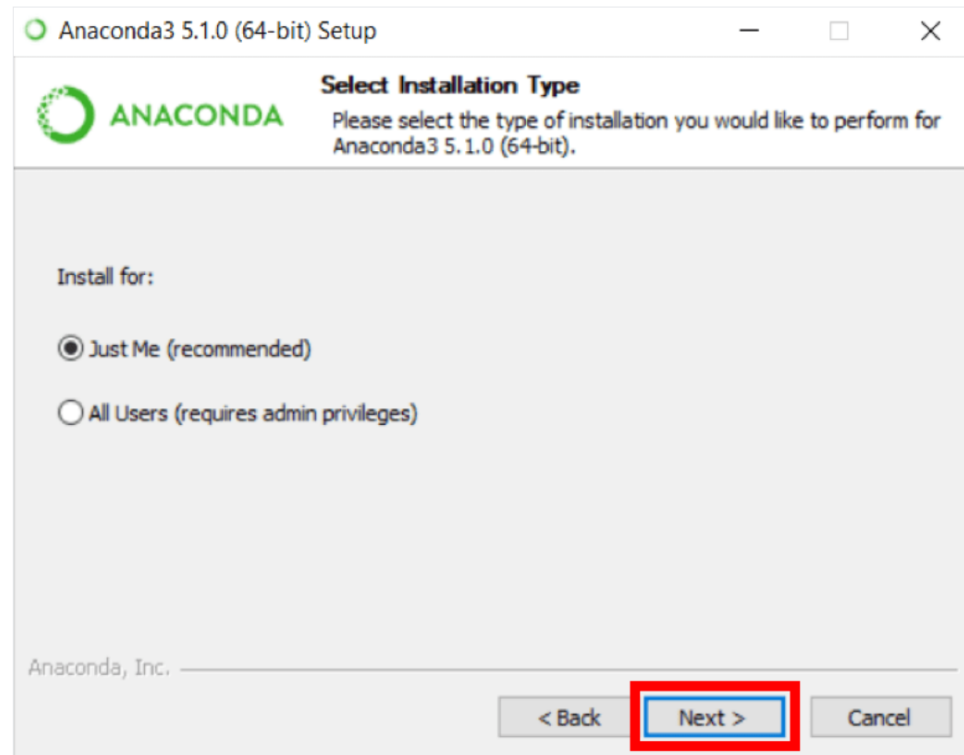 Anaconda3 5.1.0 (64-bit) Setup
ANACONDA
Select Installation Type
Please select the type of installation you would like to perform for
Anaconda3 5.1.0 (64-bit).
Install for:
Just Me (recommended)
All Users (requires admin privileges)
Anaconda, Inc.
< Back Next > Cancel